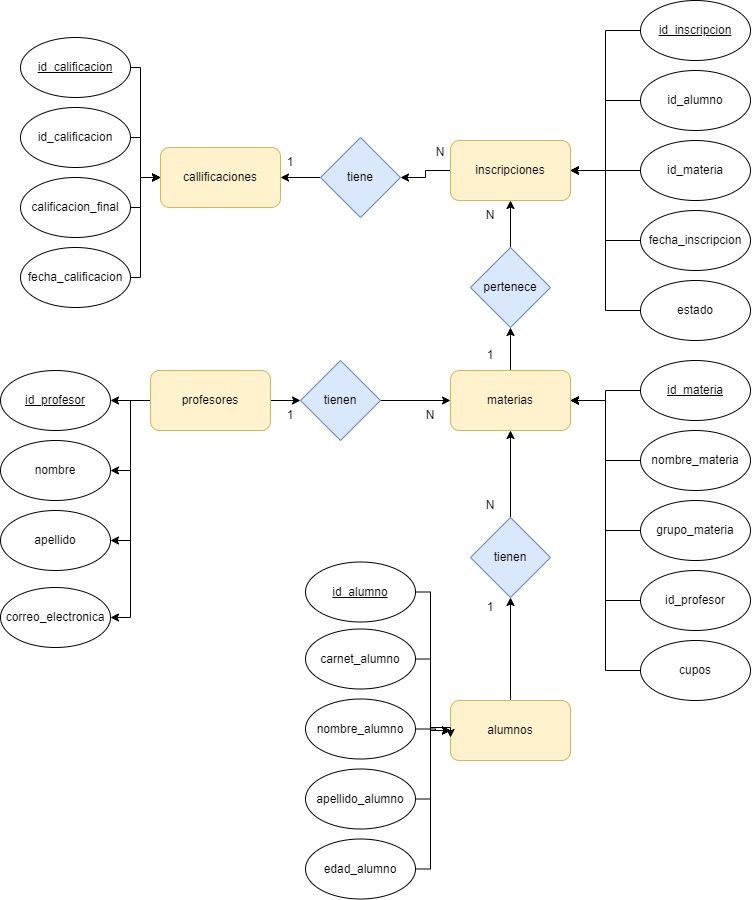 id_inscripcion
id_calificacion
id_alumno
id_calificacion
N
1
callificaciones
tiene
inscripciones
id_materia
calificacion_final
N
fecha_inscripcion
fecha_calificacion
pertenece
estado
1
id_profesor
profesores
tienen
materias
id_materia
1
N
nombre
nombre_materia
N
apellido
tienen
grupo_materia
id_alumno
1
id_profesor
correo_electronica
carnet_alumno
cupos
nombre_alumno
alumnos
apellido_alumno
edad_alumno